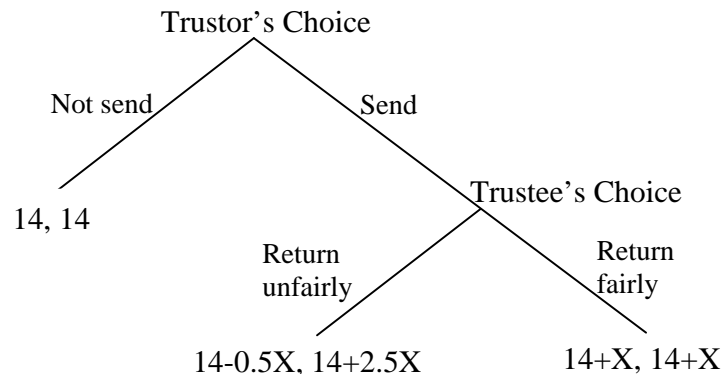 Trustor's Choice
Not send
Send
Trustee's Choice
14, 14
Return
unfairly
Return
fairly
14-0.5X, 14+2.5X
14+X, 14+X